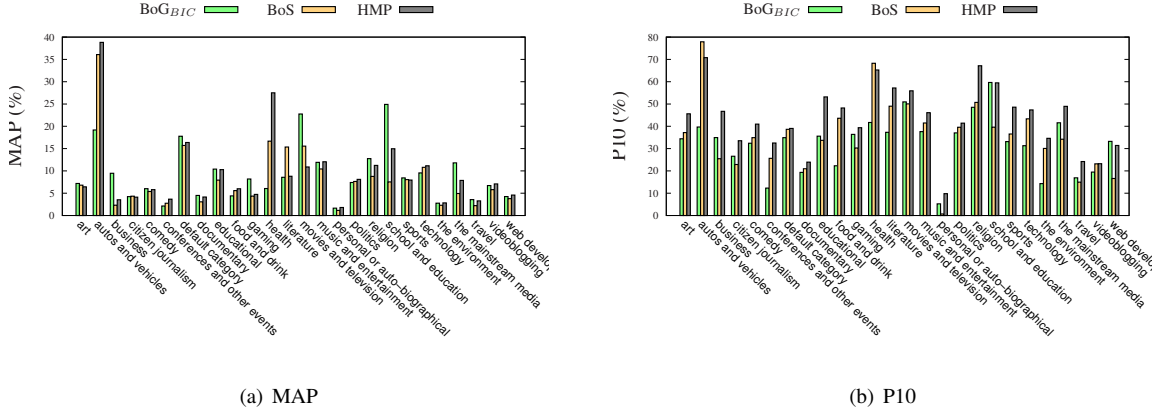 BoG_BIC BoS HMP
MAP (%)
40
35
30
25
20
15
10
5
0
art
autos and vehicles
business
citizen journalism
comedy
conferences and other events
default category
documentary
educational
food and drink
gaming
health
literature
movies and television
music and entertainment
personal or auto-biographical
politics
religion
school and education
sports
technology
the environment
the mainstream media
travel
videoblogging
web develop
(a) MAP
BoG_BIC BoS HMP
P10 (%)
80
70
60
50
40
30
20
10
0
art
autos and vehicles
business
citizen journalism
comedy
conferences and other events
default category
documentary
educational
food and drink
gaming
health
literature
movies and television
music and entertainment
personal or auto-biographical
politics
religion
school and education
sports
technology
the environment
the mainstream media
travel
videoblogging
web develop
(b) P10